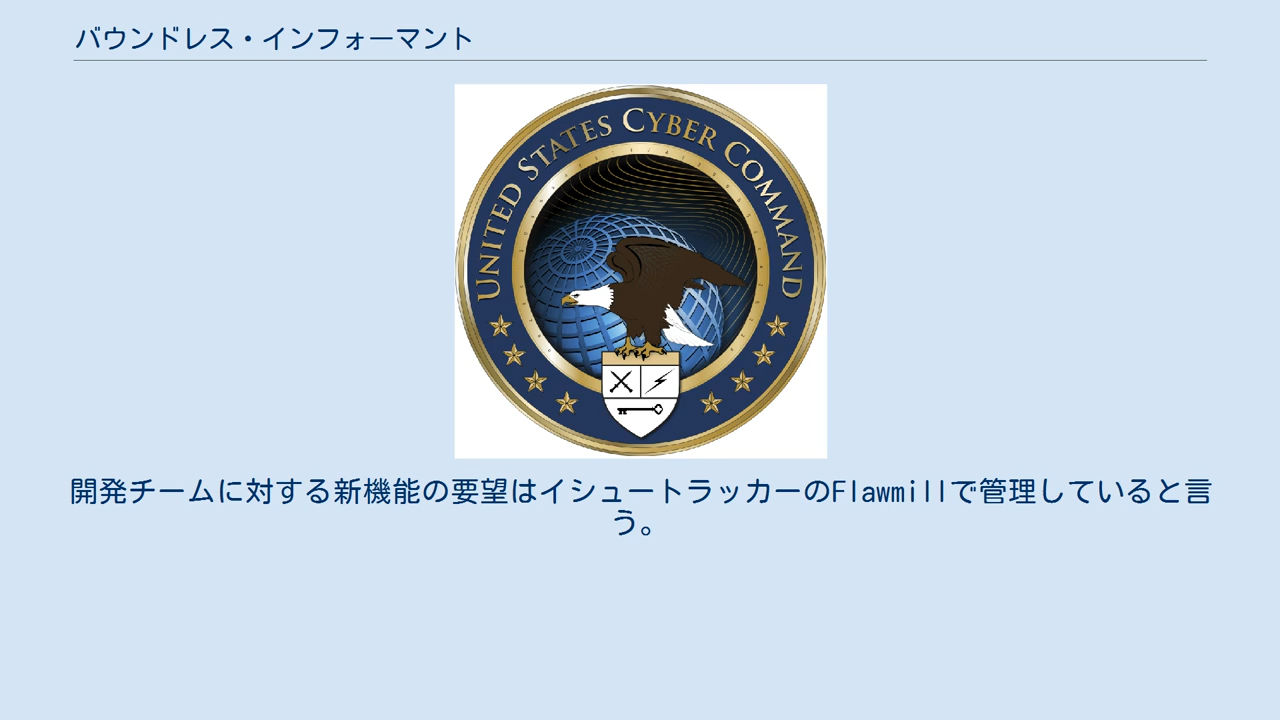 バウンドレス・インフォーマント
UNITED STATES CYBER COMMAND
開発チームに対する新機能の要望はイシュートラッカーのFlawmillで管理していると言
う。